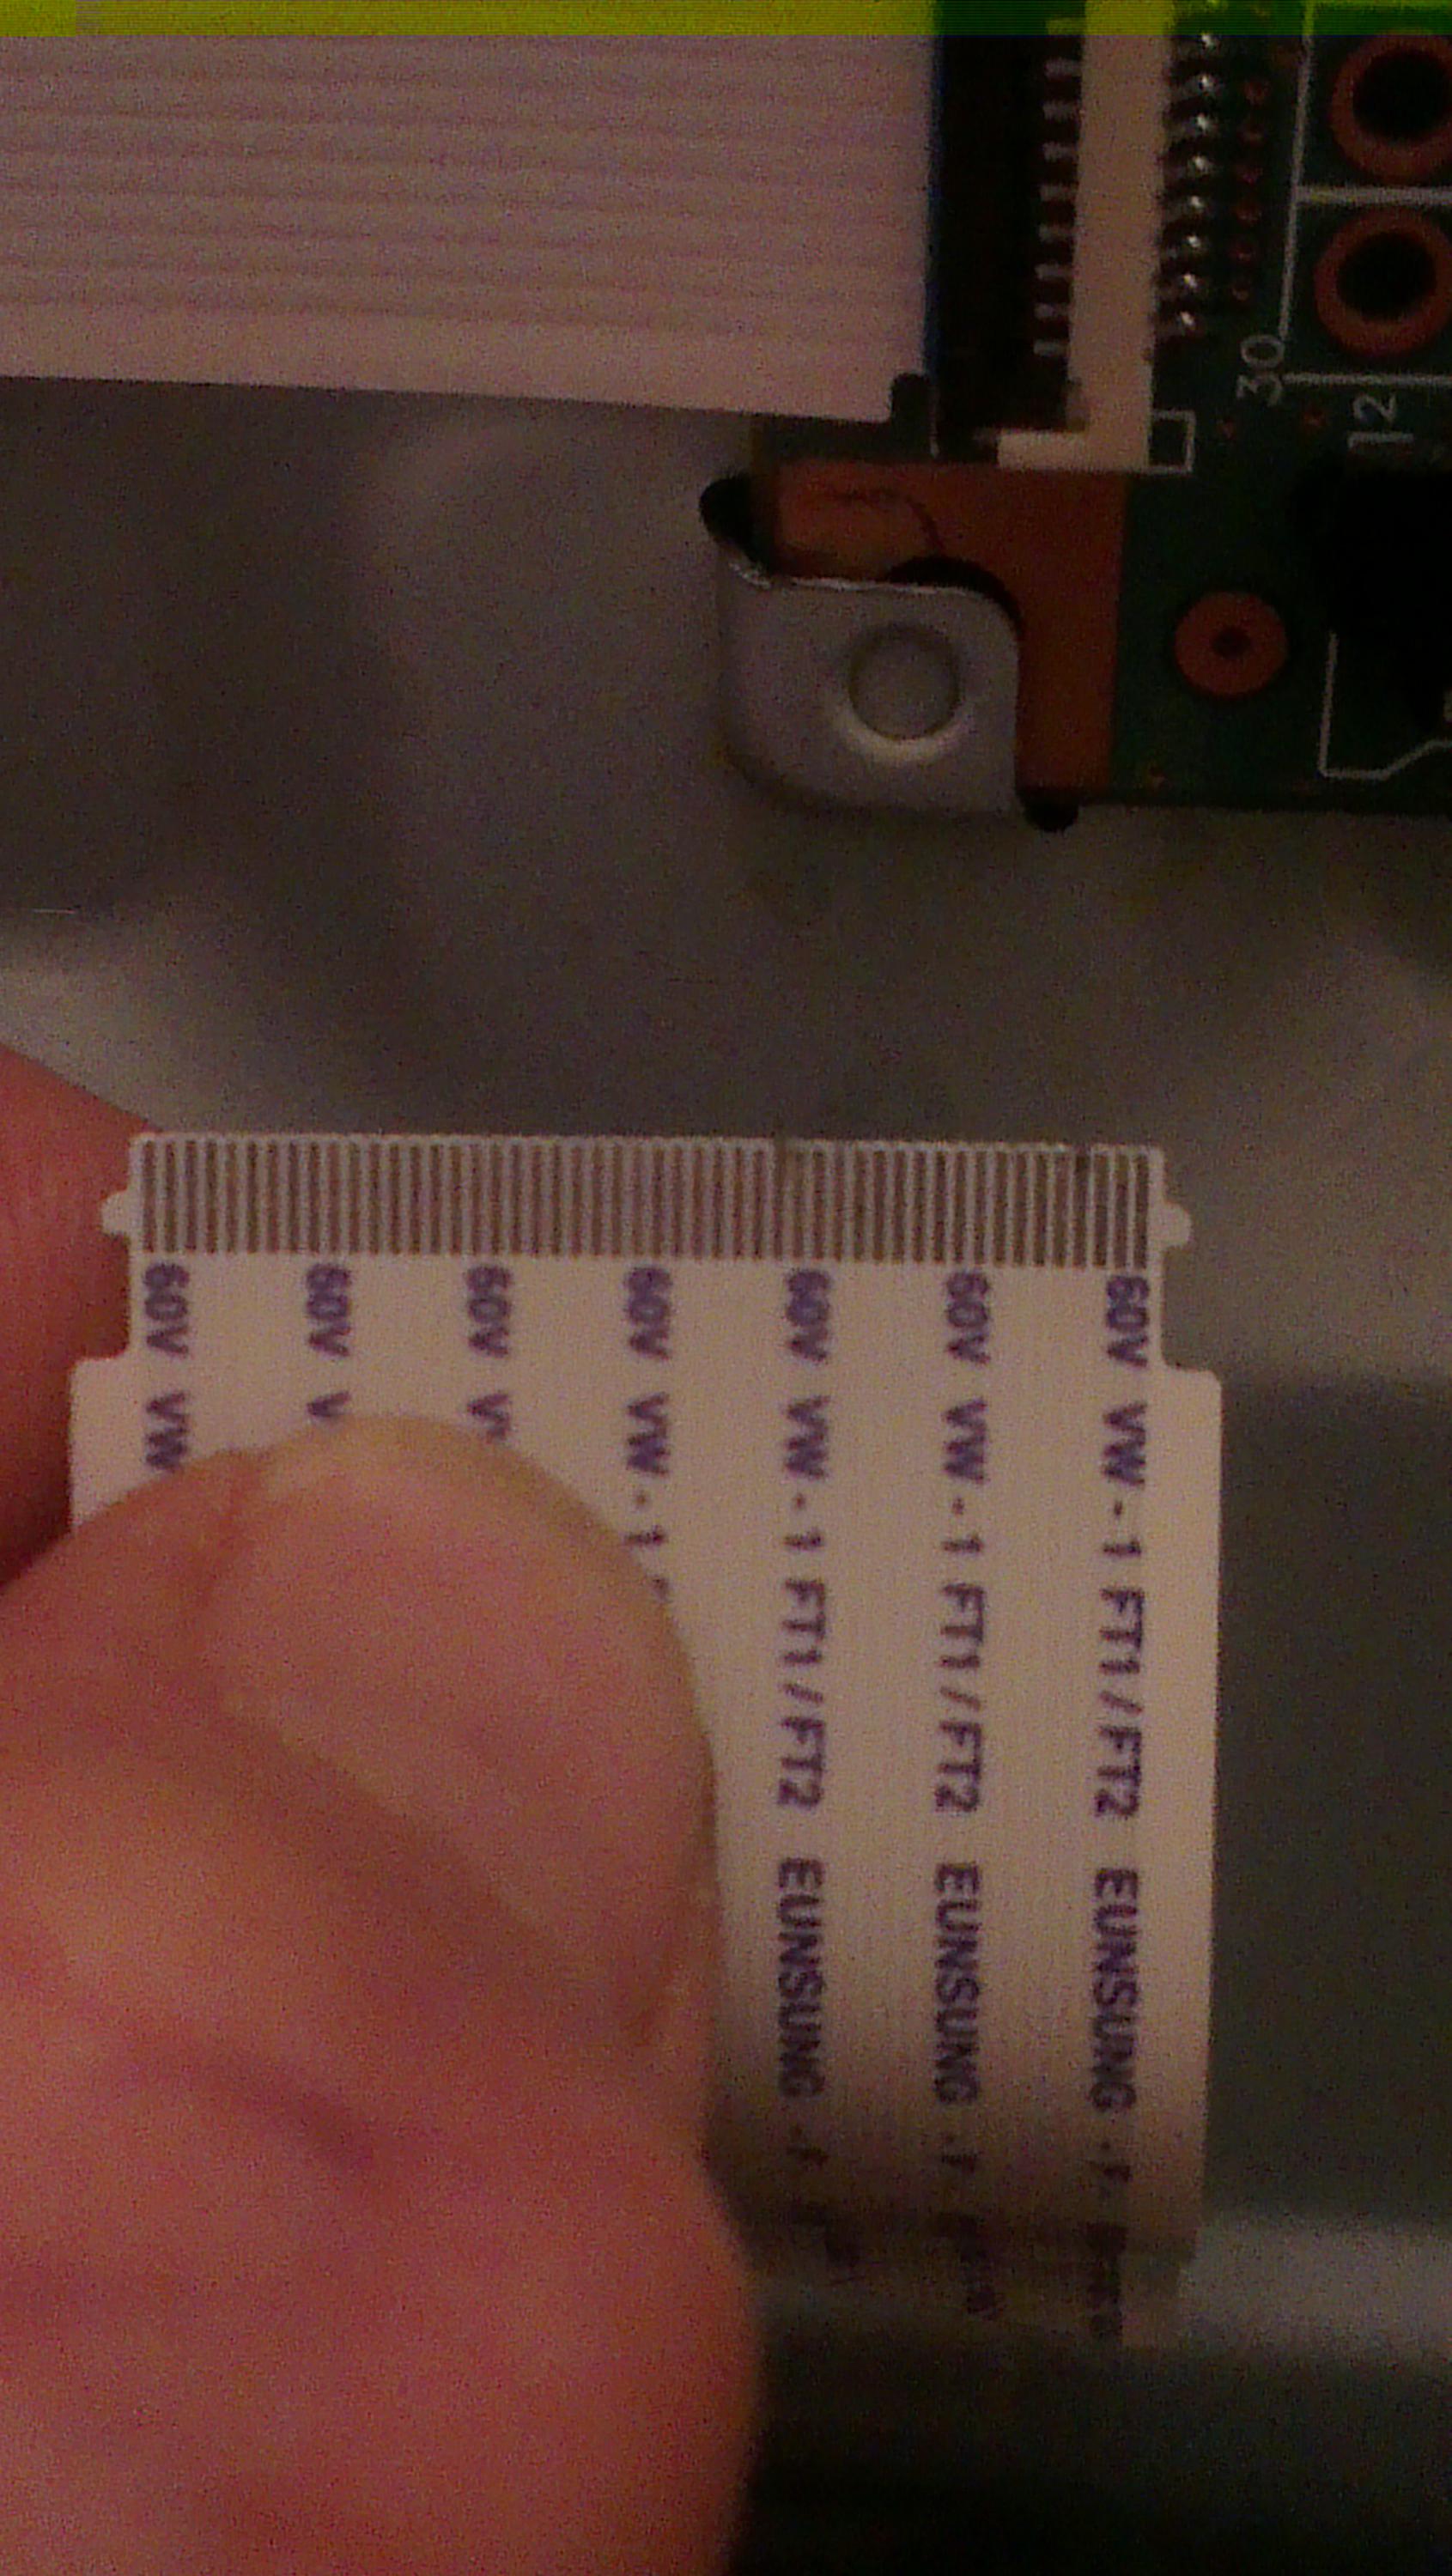 30
12
60V VW-1 FT1/FT2 EUNSUNG
60V VW-1 FT1/FT2 EUNSUNG
60V VW-1 FT1/FT2 EUNSUNG
60V VW-1
60V
60V
60V VW